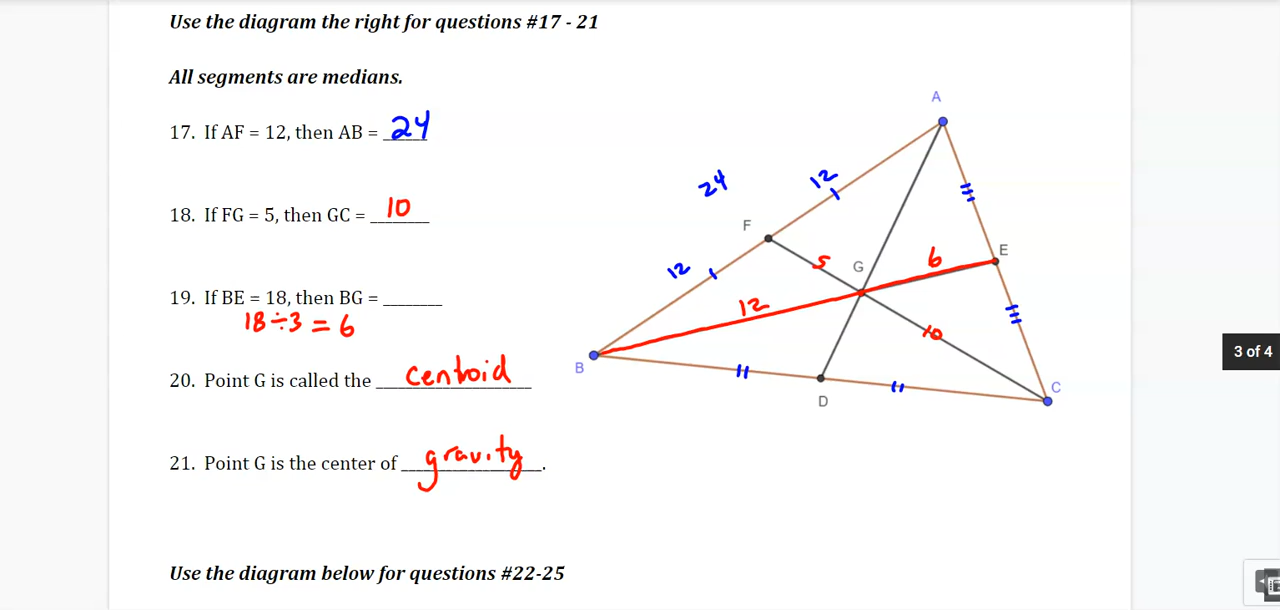 Use the diagram the right for questions #17 - 21
All segments are medians.
17. If AF = 12, then AB = 24
18. If FG = 5, then GC = 10
19. If BE = 18, then BG = ______
18 ÷ 3 = 6
20. Point G is called the centroid
21. Point G is the center of gravity.
A
24
12
F
E
12
5
G
6
12
10
B
D
C
3 of 4
Use the diagram below for questions #22-25